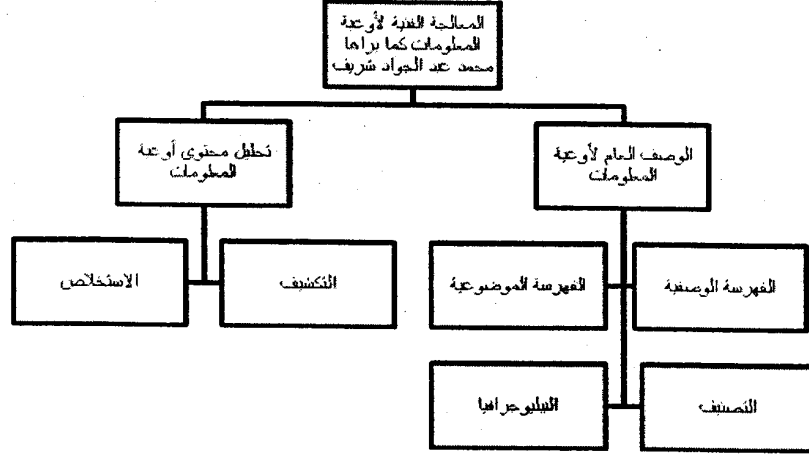 المعالجة الفنية لأوعية
المعلومات كما يراها
محمد عبد الجواد شريف
الوصف العام لأوعية
المعلومات
تحليل محتوى أوعية
المعلومات
الفهرسة الوصفية
الفهرسة الموضوعية
التكشيف
الاستخلاص
التصنيف
الببليوجرافيا